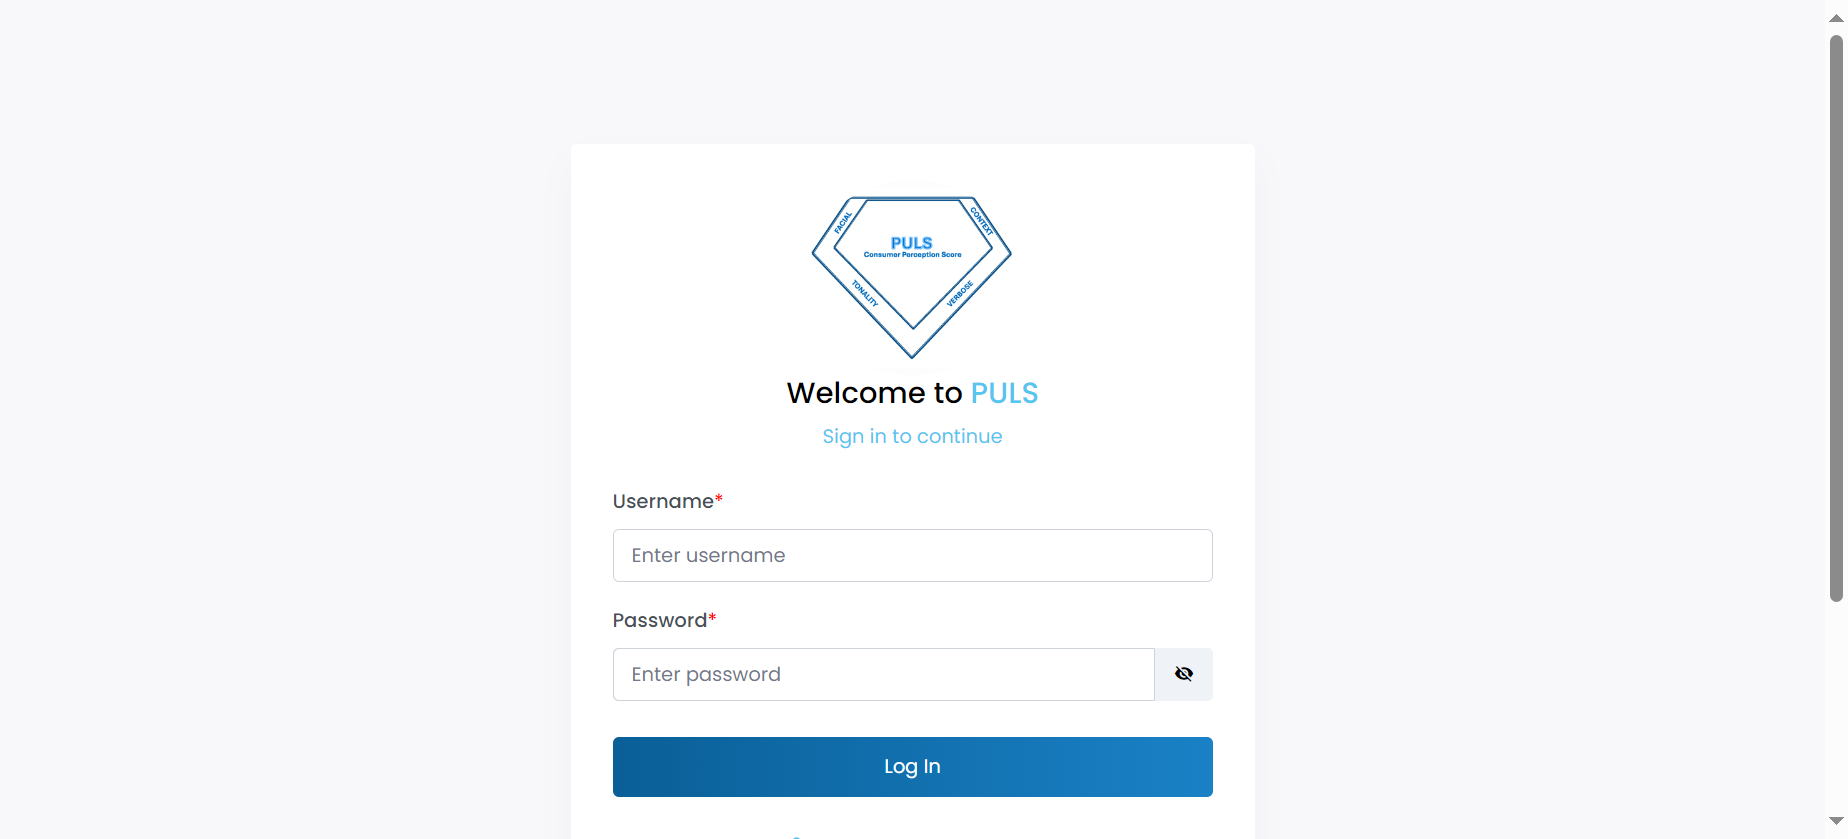 FACIAL
CONTEXT
PULS
Consumer Perception Score
TONALITY
VERBOSE
Welcome to PULS
Sign in to continue
Username*
Enter username
Password*
Enter password
Log In